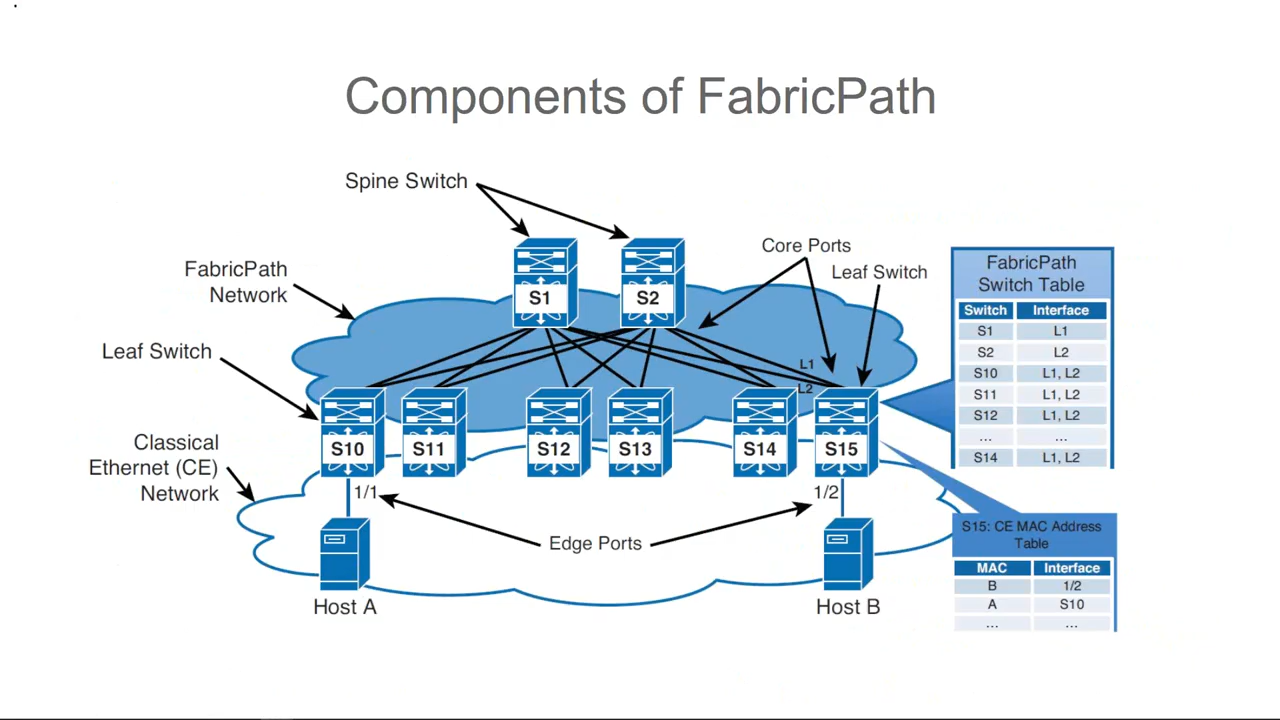 Components of FabricPath
Spine Switch
Core Ports
Leaf Switch
FabricPath
Network
Leaf Switch
Classical
Ethernet (CE)
Network
S1
S2
L1
L2
S10
S11
S12
S13
S14
S15
1/1
1/2
Edge Ports
Host A
Host B
FabricPath
Switch Table
Switch Interface
S1 L1
S2 L2
S10 L1, L2
S11 L1, L2
S12 L1, L2
... ...
S14 L1, L2
S15: CE MAC Address
Table
MAC Interface
B 1/2
A S10
... ...